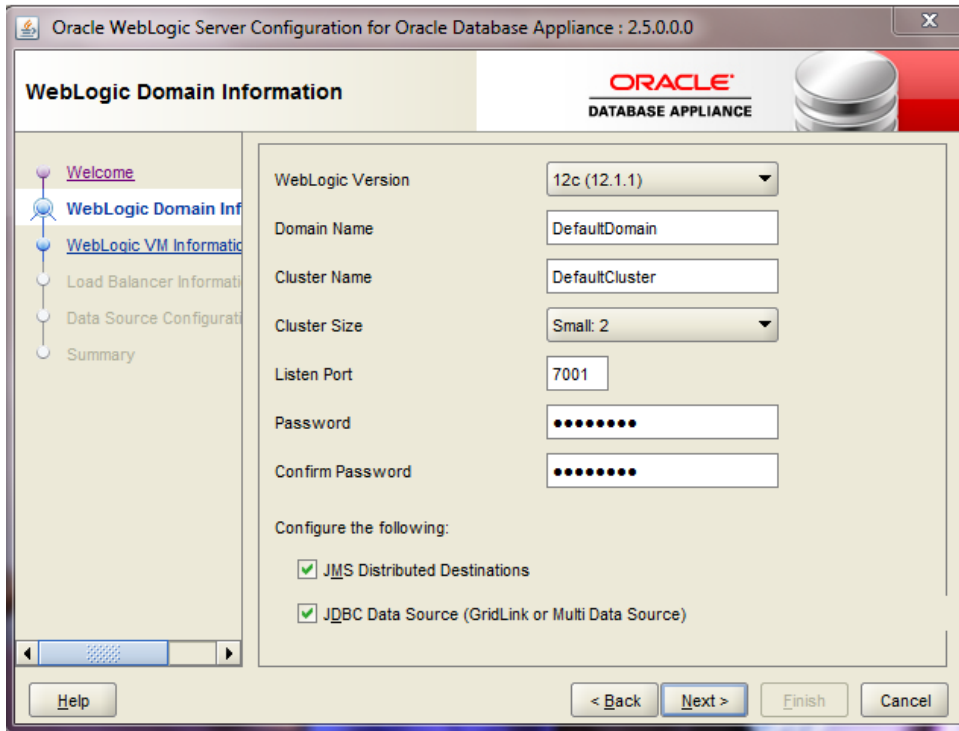 Oracle WebLogic Server Configuration for Oracle Database Appliance : 2.5.0.0.0
X
WebLogic Domain Information
ORACLE
DATABASE APPLIANCE
Welcome
WebLogic Domain Inf
WebLogic VM Informatic
Load Balancer Informati
Data Source Configurati
Summary
WebLogic Version 12c (12.1.1)
Domain Name DefaultDomain
Cluster Name DefaultCluster
Cluster Size Small: 2
Listen Port 7001
Password ••••••••
Confirm Password ••••••••
Configure the following:
JMS Distributed Destinations
JDBC Data Source (GridLink or Multi Data Source)
Help < Back Next > Finish Cancel